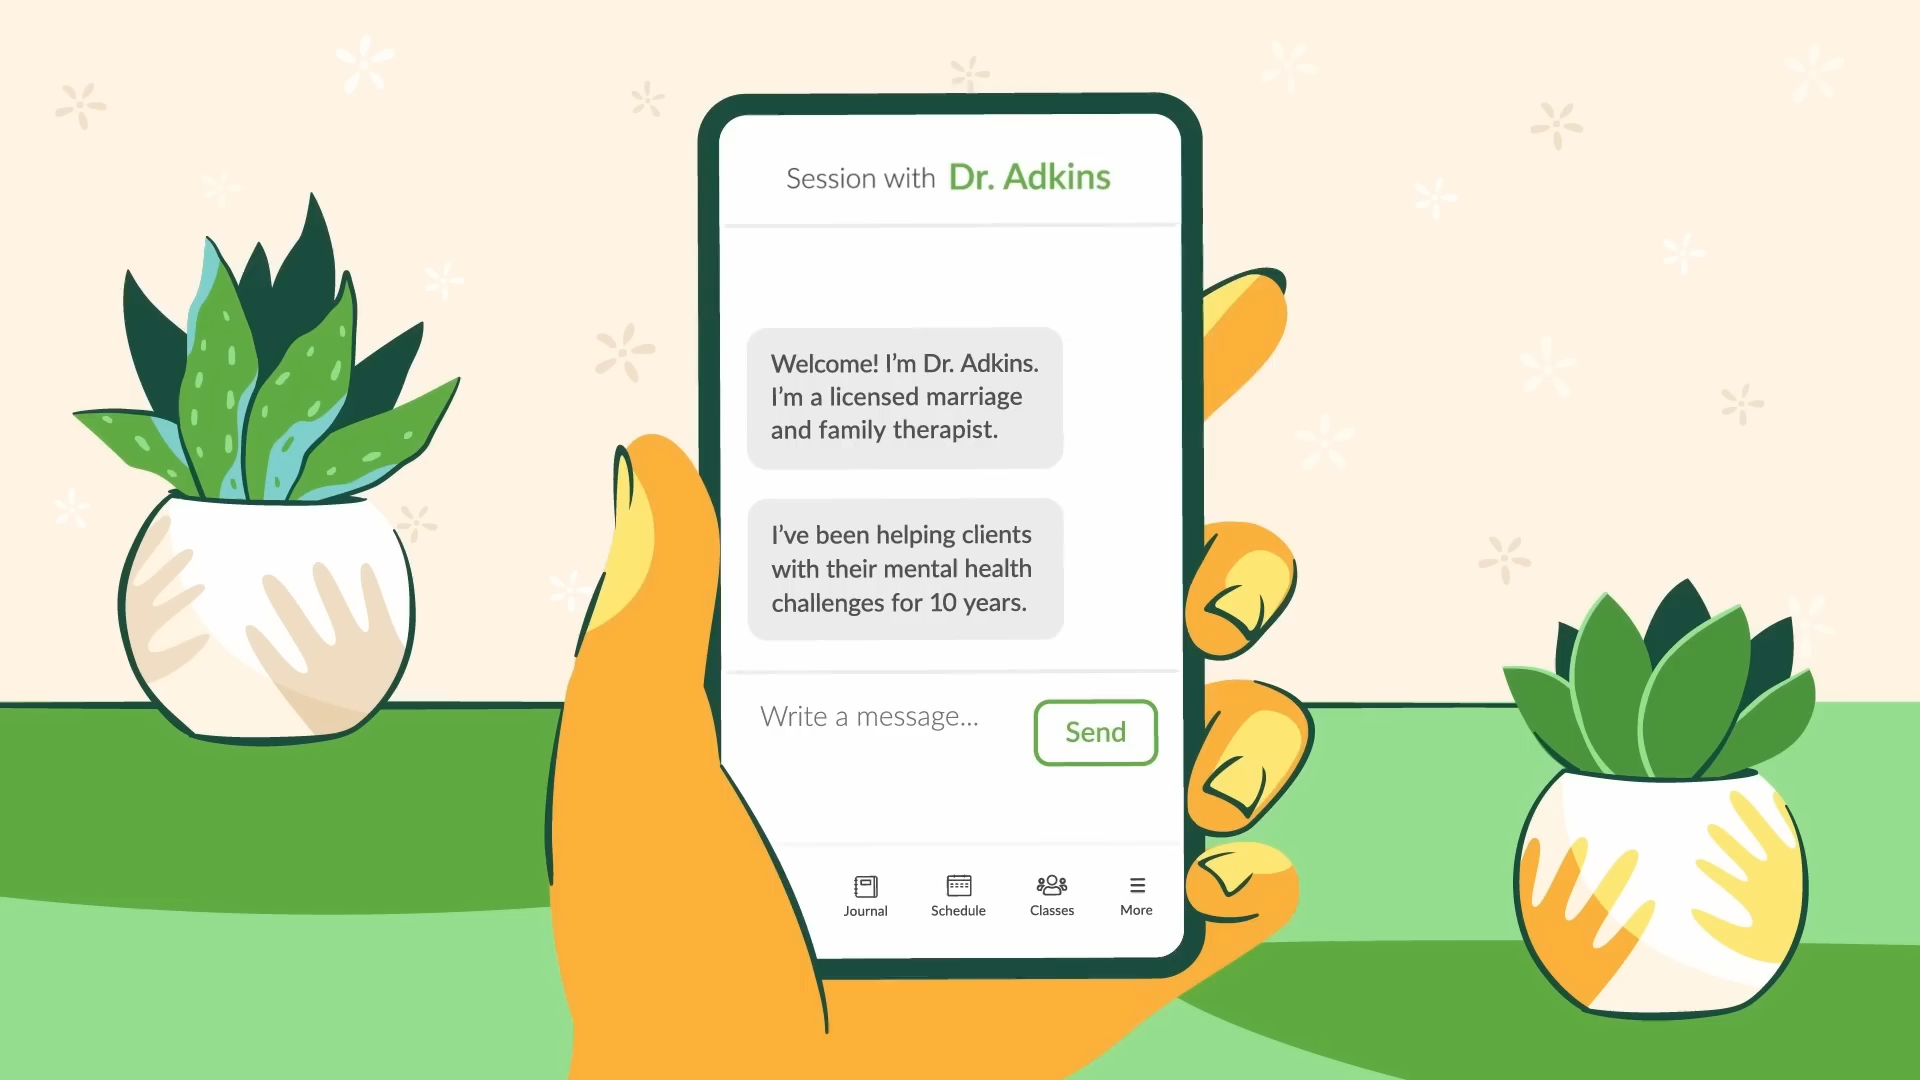 Session with Dr. Adkins
Welcome! I'm Dr. Adkins.
I'm a licensed marriage
and family therapist.
I've been helping clients
with their mental health
challenges for 10 years.
Write a message...
Send
Journal
Schedule
Classes
More